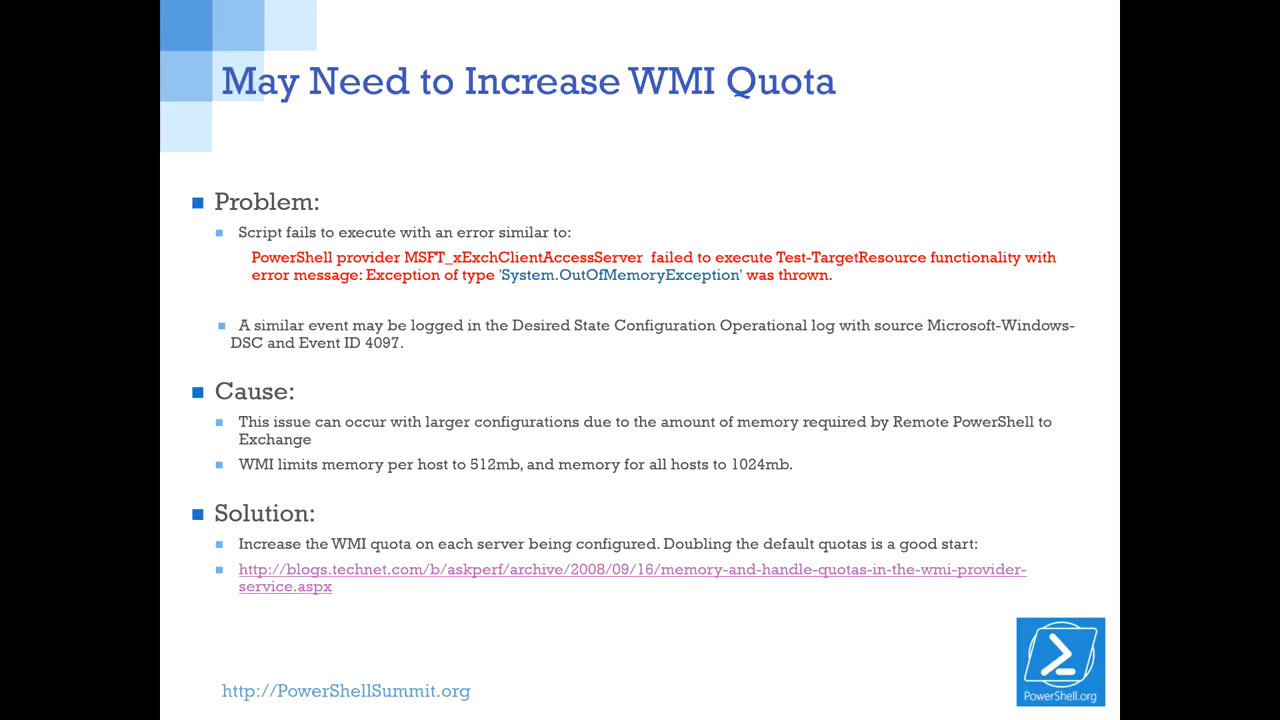 May Need to Increase WMI Quota
Problem:
Script fails to execute with an error similar to:
PowerShell provider MSFT_xExchClientAccessServer failed to execute Test-TargetResource functionality with
error message: Exception of type 'System.OutOfMemoryException' was thrown.
A similar event may be logged in the Desired State Configuration Operational log with source Microsoft-Windows-
DSC and Event ID 4097.
Cause:
This issue can occur with larger configurations due to the amount of memory required by Remote PowerShell to
Exchange
WMI limits memory per host to 512mb, and memory for all hosts to 1024mb.
Solution:
Increase the WMI quota on each server being configured. Doubling the default quotas is a good start:
http://blogs.technet.com/b/askperf/archive/2008/09/16/memory-and-handle-quotas-in-the-wmi-provider-
service.aspx
http://PowerShellSummit.org
PowerShell.org